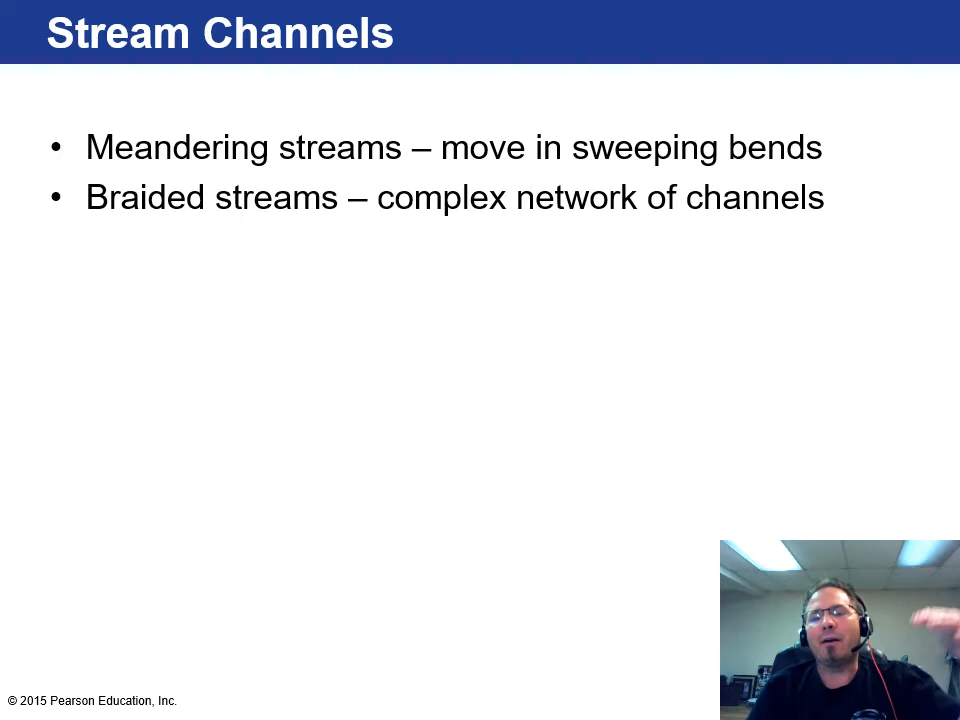 Stream Channels
• Meandering streams – move in sweeping bends
• Braided streams – complex network of channels
© 2015 Pearson Education, Inc.